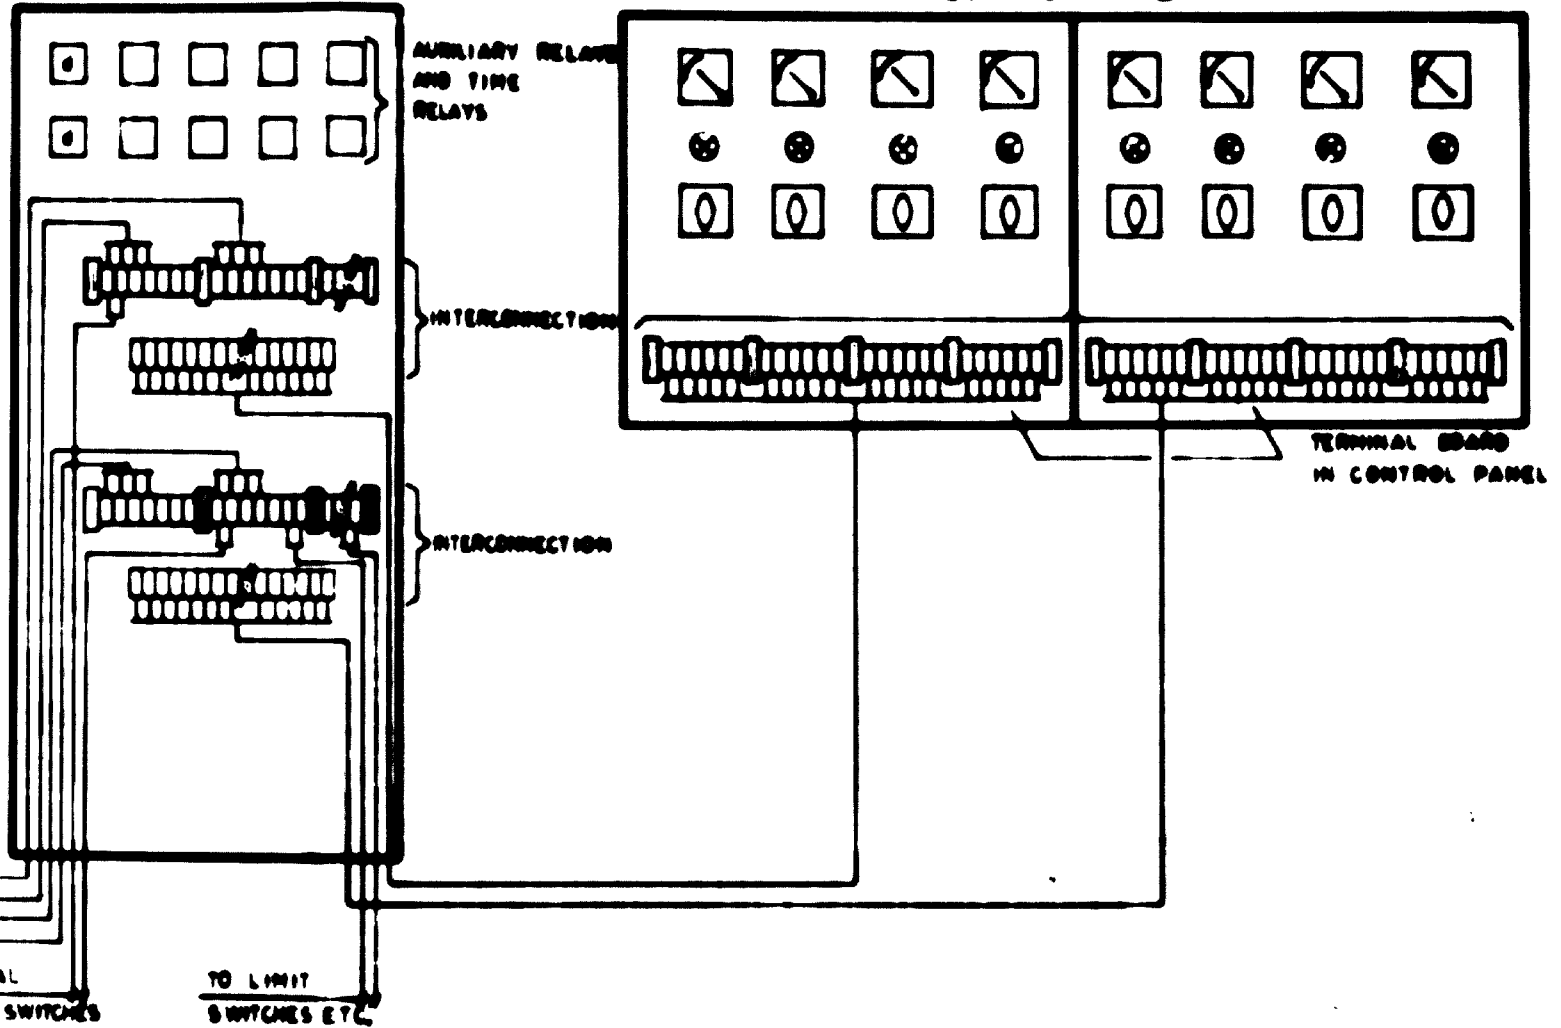 AUXILIARY RELAYS
AND TIME
RELAYS
INTERCONNECTION
TERMINAL BOARD
IN CONTROL PANEL
INTERCONNECTION
TO LIMIT
SWITCHES
SWITCHES ETC.